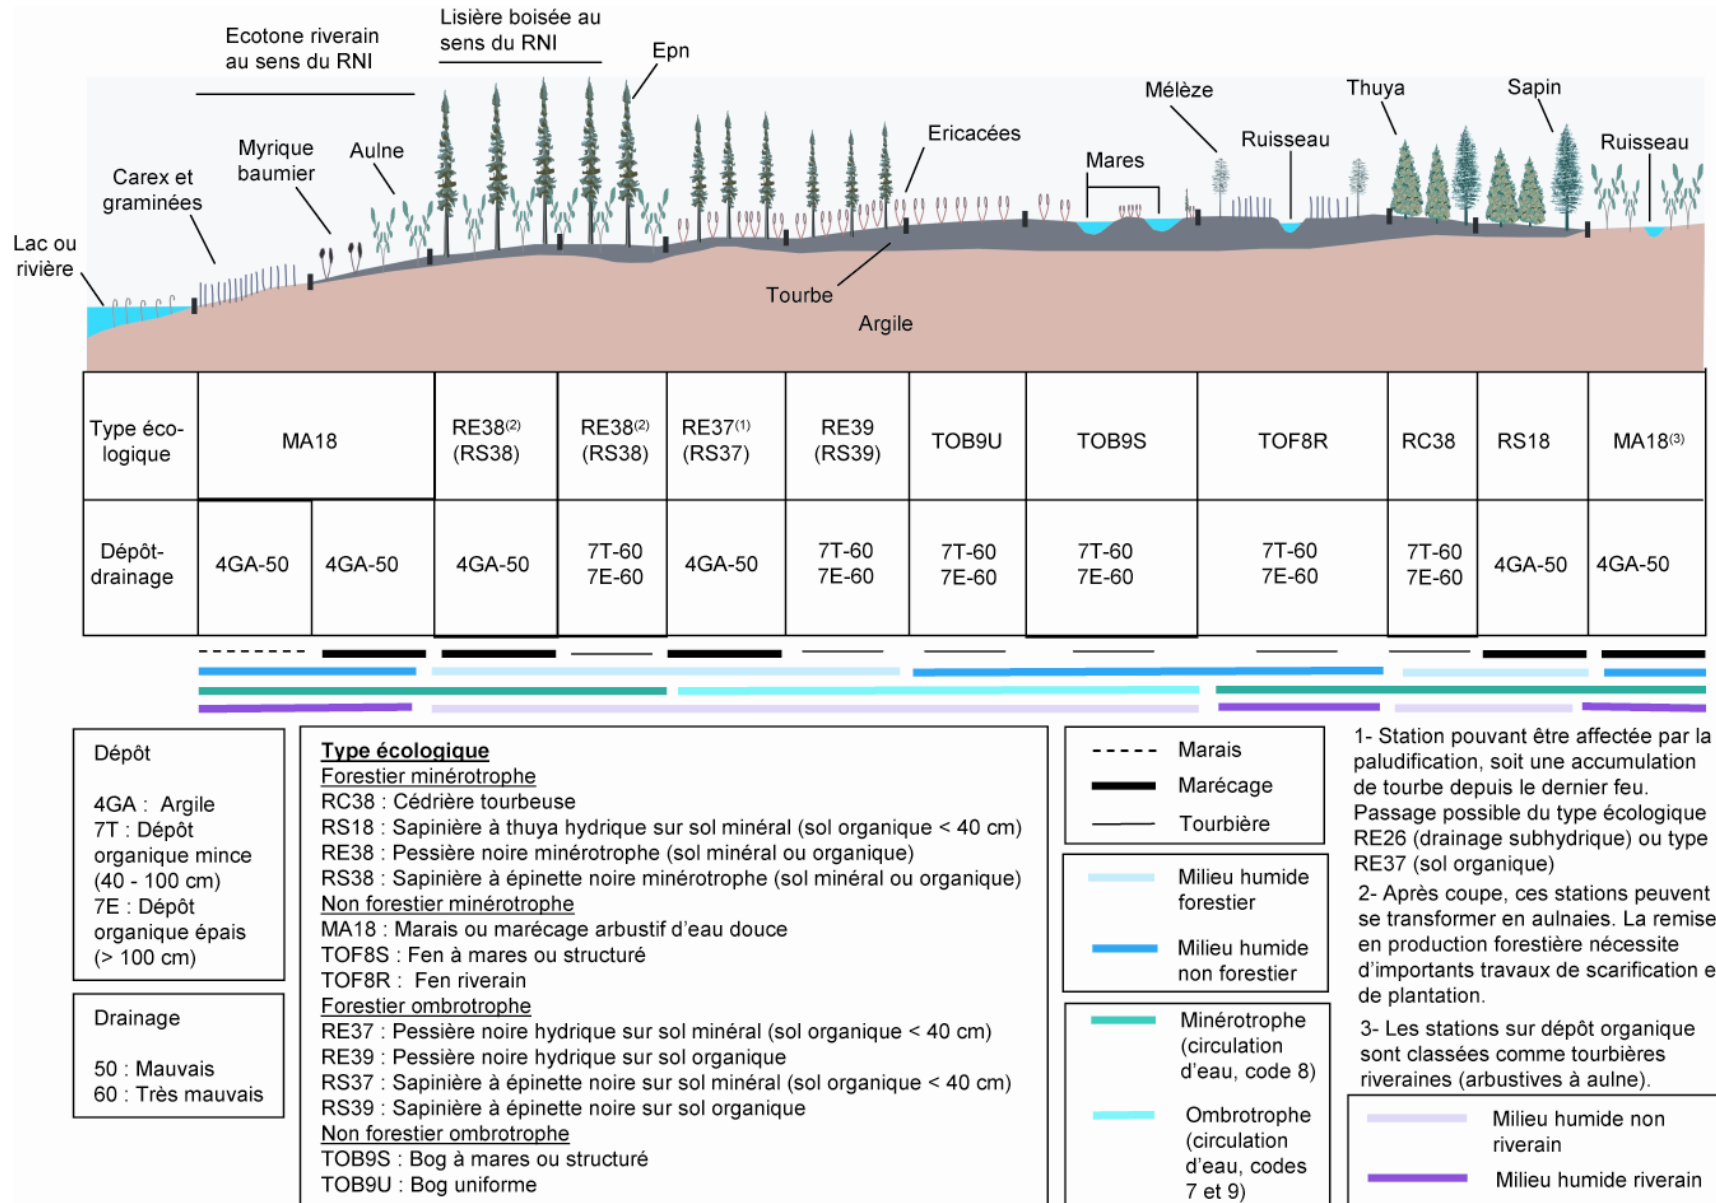 Lisière boisée au
sens du RNI
Ecotone riverain
au sens du RNI
Epn
Mélèze
Thuya
Sapin
Myrique
baumier
Aulne
Ericacées
Ruisseau
Ruisseau
Carex et
graminées
Mares
Lac ou
rivière
Tourbe
Argile
Type éco-
logique
MA18
RE38(2)
(RS38)
RE38(2)
(RS38)
RE37(1)
(RS37)
RE39
(RS39)
TOB9U
TOB9S
TOF8R
RC38
RS18
MA18(3)
Dépôt-
drainage
4GA-50
4GA-50
4GA-50
7T-60
7E-60
4GA-50
7T-60
7E-60
7T-60
7E-60
7T-60
7E-60
7T-60
7E-60
7T-60
7E-60
4GA-50
4GA-50
Dépôt
4GA : Argile
7T : Dépôt
organique mince
(40 - 100 cm)
7E : Dépôt
organique épais
(> 100 cm)
Drainage
50 : Mauvais
60 : Très mauvais
Type écologique
Forestier minérotrophe
RC38 : Cédrière tourbeuse
RS18 : Sapinière à thuya hydrique sur sol minéral (sol organique < 40 cm)
RE38 : Pessière noire minérotrophe (sol minéral ou organique)
RS38 : Sapinière à épinette noire minérotrophe (sol minéral ou organique)
Non forestier minérotrophe
MA18 : Marais ou marécage arbustif d'eau douce
TOF8S : Fen à mares ou structuré
TOF8R : Fen riverain
Forestier ombrotrophe
RE37 : Pessière noire hydrique sur sol minéral (sol organique < 40 cm)
RE39 : Pessière noire hydrique sur sol organique
RS37 : Sapinière à épinette noire sur sol minéral (sol organique < 40 cm)
RS39 : Sapinière à épinette noire sur sol organique
Non forestier ombrotrophe
TOB9S : Bog à mares ou structuré
TOB9U : Bog uniforme
Marais
Marécage
Tourbière
Milieu humide
forestier
Milieu humide
non forestier
Minérotrophe
(circulation
d'eau, code 8)
Ombrotrophe
(circulation
d'eau, codes
7 et 9)
1- Station pouvant être affectée par la
paludification, soit une accumulation
de tourbe depuis le dernier feu.
Passage possible du type écologique
RE26 (drainage subhydrique) ou type
RE37 (sol organique)
2- Après coupe, ces stations peuvent
se transformer en aulnaies. La remise
en production forestière nécessite
d'importants travaux de scarification e
de plantation.
3- Les stations sur dépôt organique
sont classées comme tourbières
riveraines (arbustives à aulne).
Milieu humide non
riverain
Milieu humide riverain